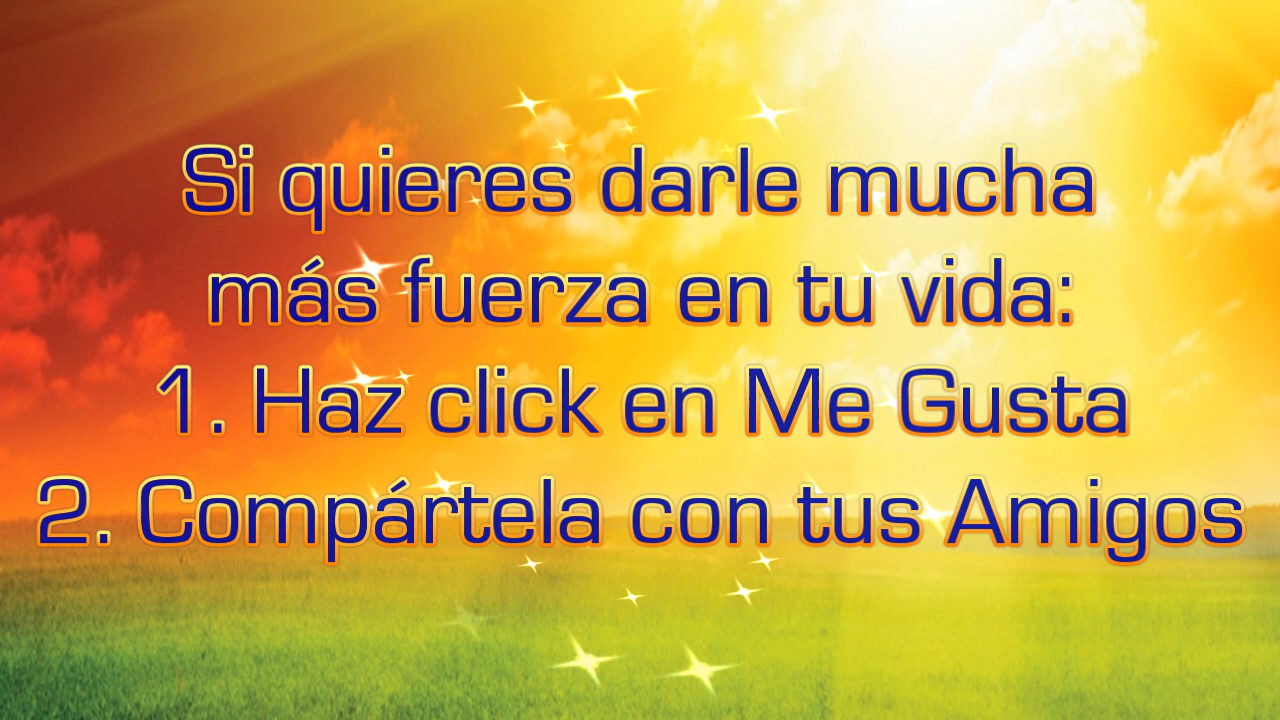 Si quieres darle mucha
más fuerza en tu vida:
1. Haz click en Me Gusta
2. Compártela con tus Amigos